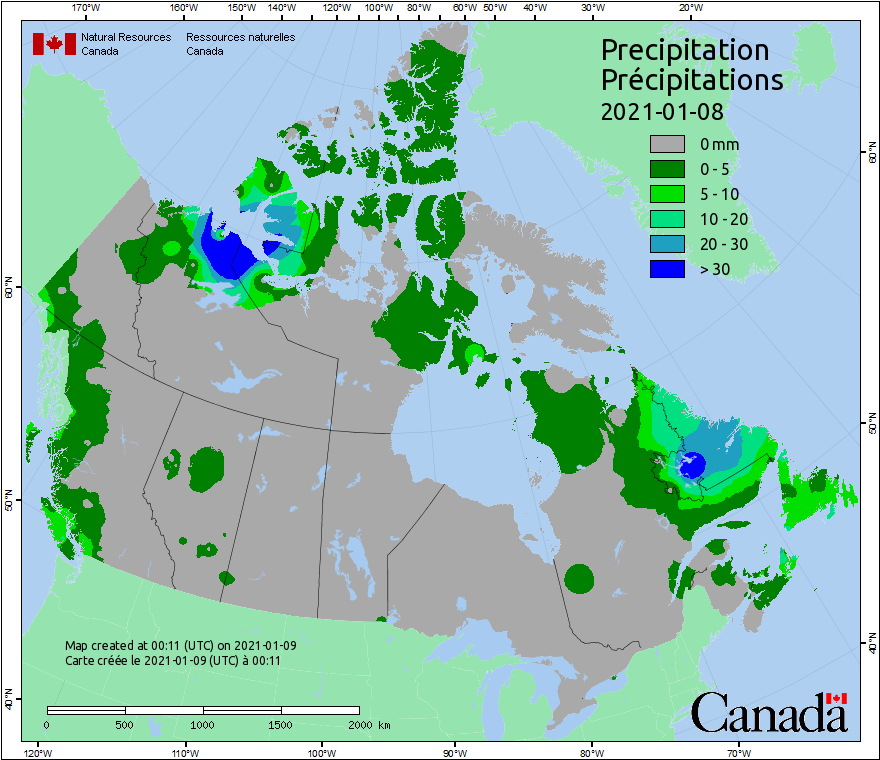 170°W 160°W 150°W 140°W 120°W 100°W 80°W 60°W 50°W 40°W 30°W 20°W
Natural Resources Ressources naturelles
Canada Canada
Precipitation
Précipitations
2021-01-08
0 mm
0 - 5
5 - 10
10 - 20
20 - 30
> 30
60°N
60°N
50°N
50°N
40°N
40°N
Map created at 00:11 (UTC) on 2021-01-09
Carte créée le 2021-01-09 (UTC) à 00:11
0 500 1000 1500 2000 km
Canada
120°W 110°W 100°W 90°W 80°W 70°W